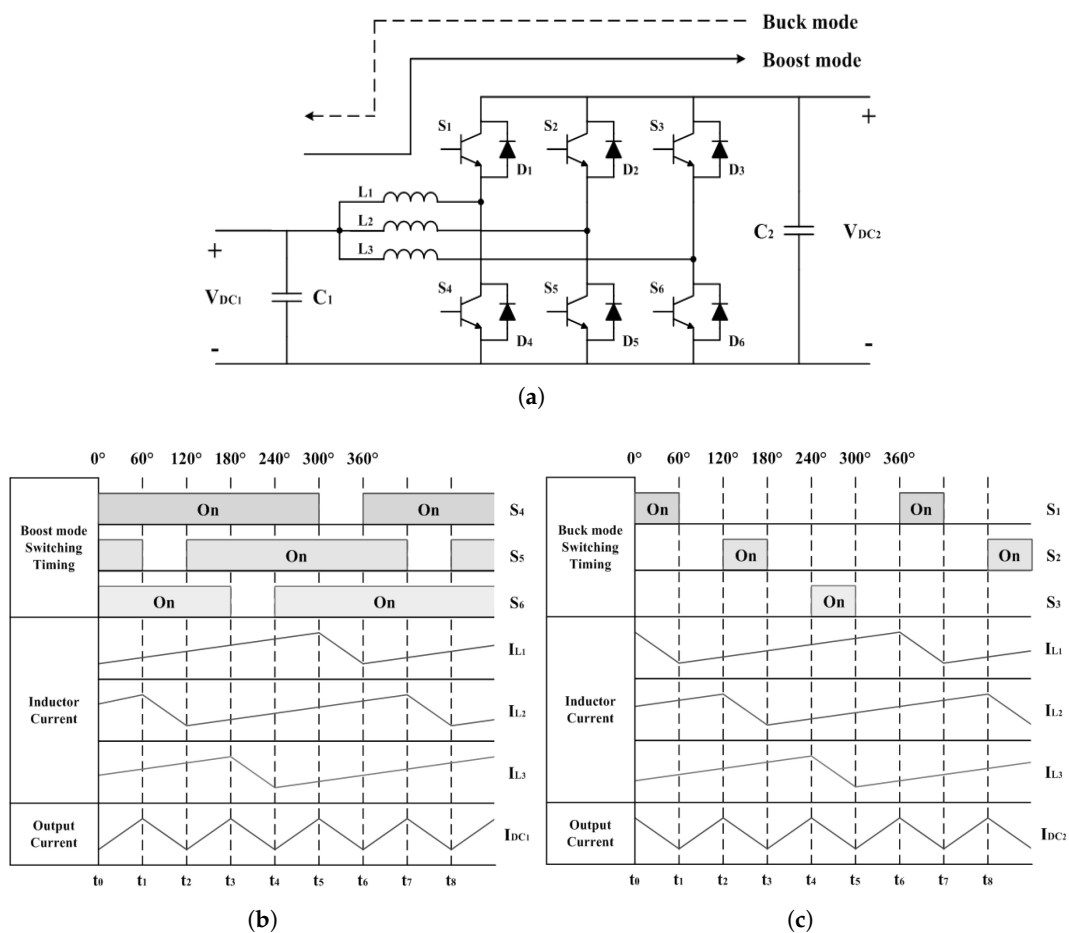 Buck mode
Boost mode
S1 S2 S3
D1 D2 D3
L1
L2
L3
+ +
C2 VDC2
VDC1 C1
S4 S5 S6
D4 D5 D6
- -
(a)
0° 60° 120° 180° 240° 300° 360°
Boost mode
Switching
Timing
On On S4
On S5
On On S6
Inductor
Current
IL1
IL2
IL3
Output
Current
IDC1
t0 t1 t2 t3 t4 t5 t6 t7 t8
(b)
0° 60° 120° 180° 240° 300° 360°
Buck mode
Switching
Timing
On On S1
On On S2
On S3
Inductor
Current
IL1
IL2
IL3
Output
Current
IDC2
t0 t1 t2 t3 t4 t5 t6 t7 t8
(c)